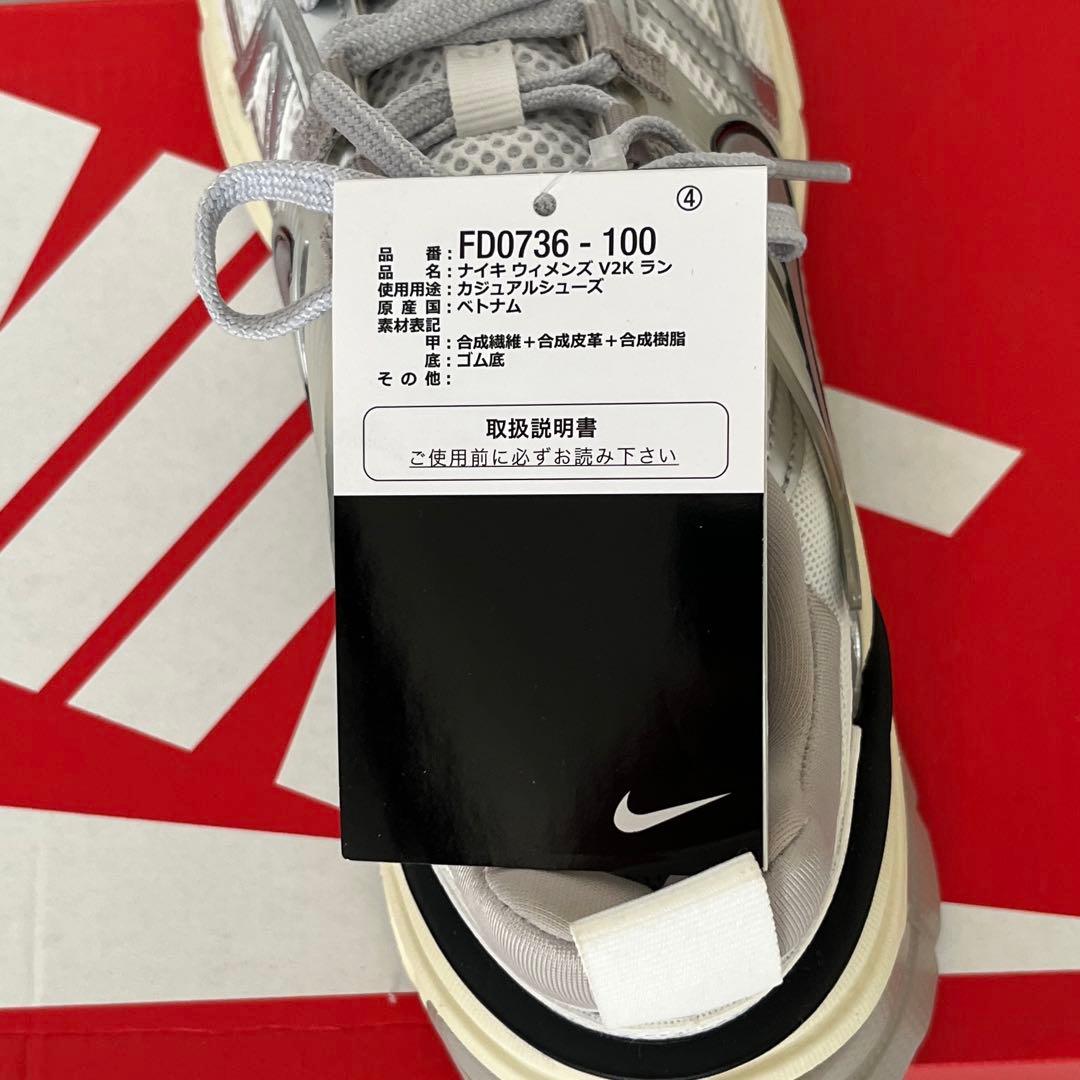 ④
品番:FD0736 - 100
品名:ナイキ ウィメンズ V2K ラン
使用用途:カジュアルシューズ
原産国:ベトナム
素材表記
甲:合成繊維+合成皮革+合成樹脂
底:ゴム底
その他:
取扱説明書
ご使用前に必ずお読み下さい